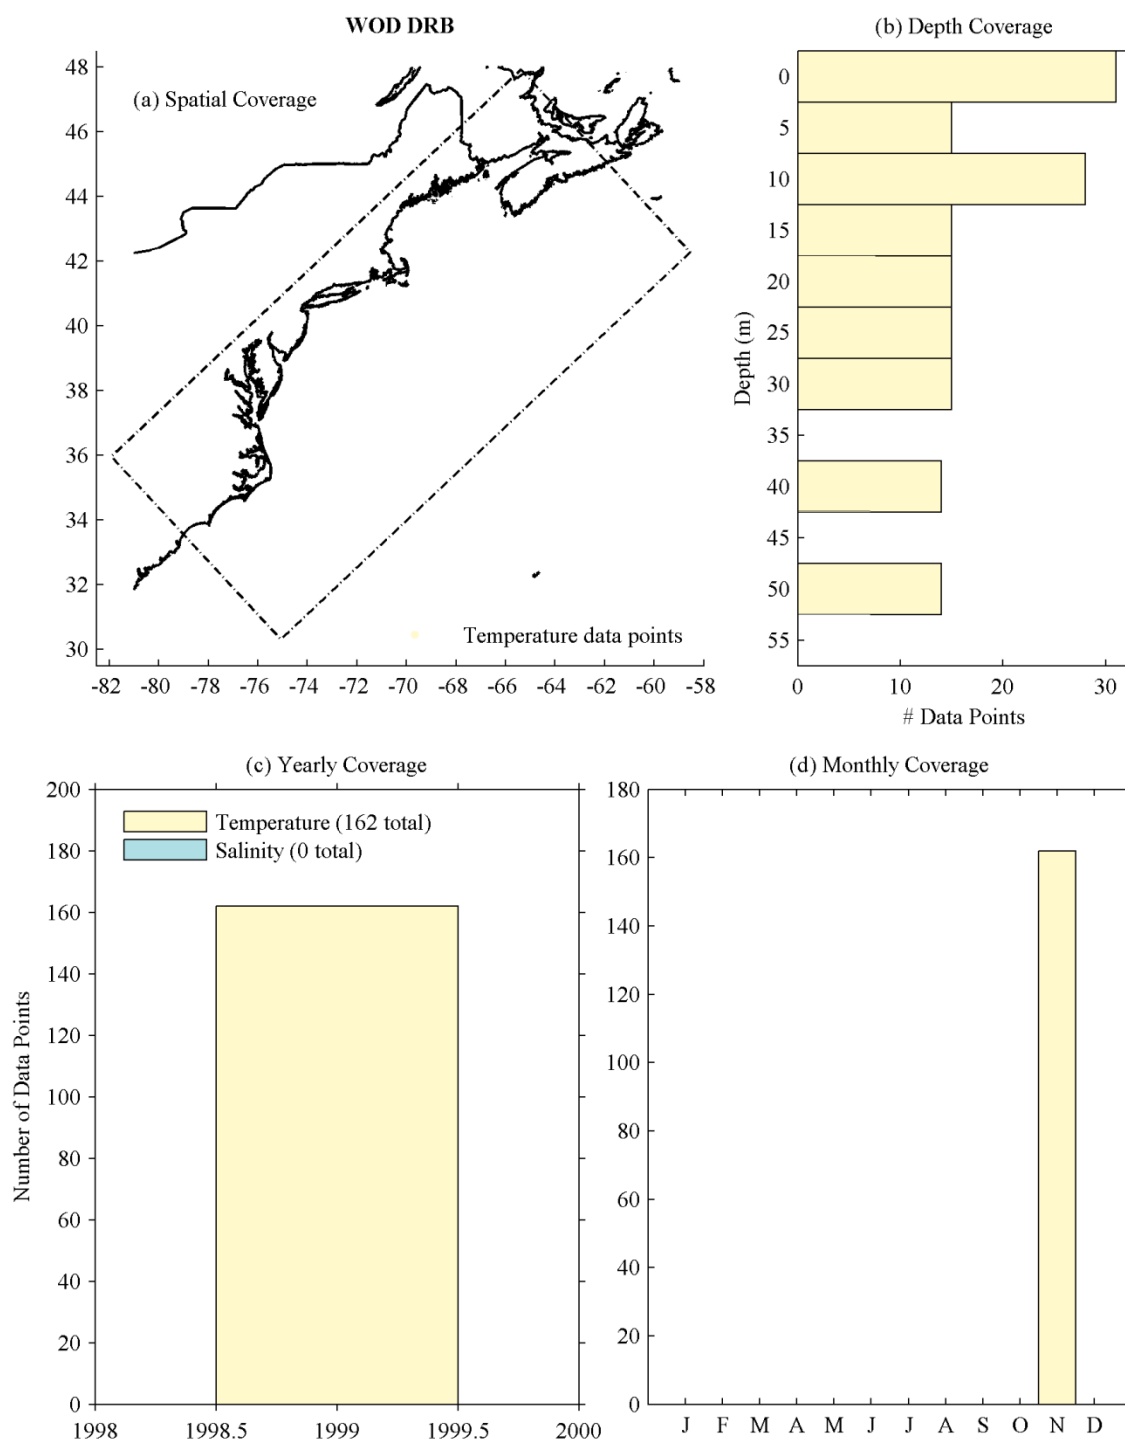 WOD DRB
(a) Spatial Coverage
48
46
44
42
40
38
36
34
32
30
-82 -80 -78 -76 -74 -72 -70 -68 -66 -64 -62 -60 -58
Temperature data points
(b) Depth Coverage
Depth (m)
0
5
10
15
20
25
30
35
40
45
50
55
0 10 20 30
# Data Points
(c) Yearly Coverage
Number of Data Points
200
180
160
140
120
100
80
60
40
20
0
Temperature (162 total)
Salinity (0 total)
1998 1998.5 1999 1999.5 2000
(d) Monthly Coverage
180
160
140
120
100
80
60
40
20
0
J F M A M J J A S O N D